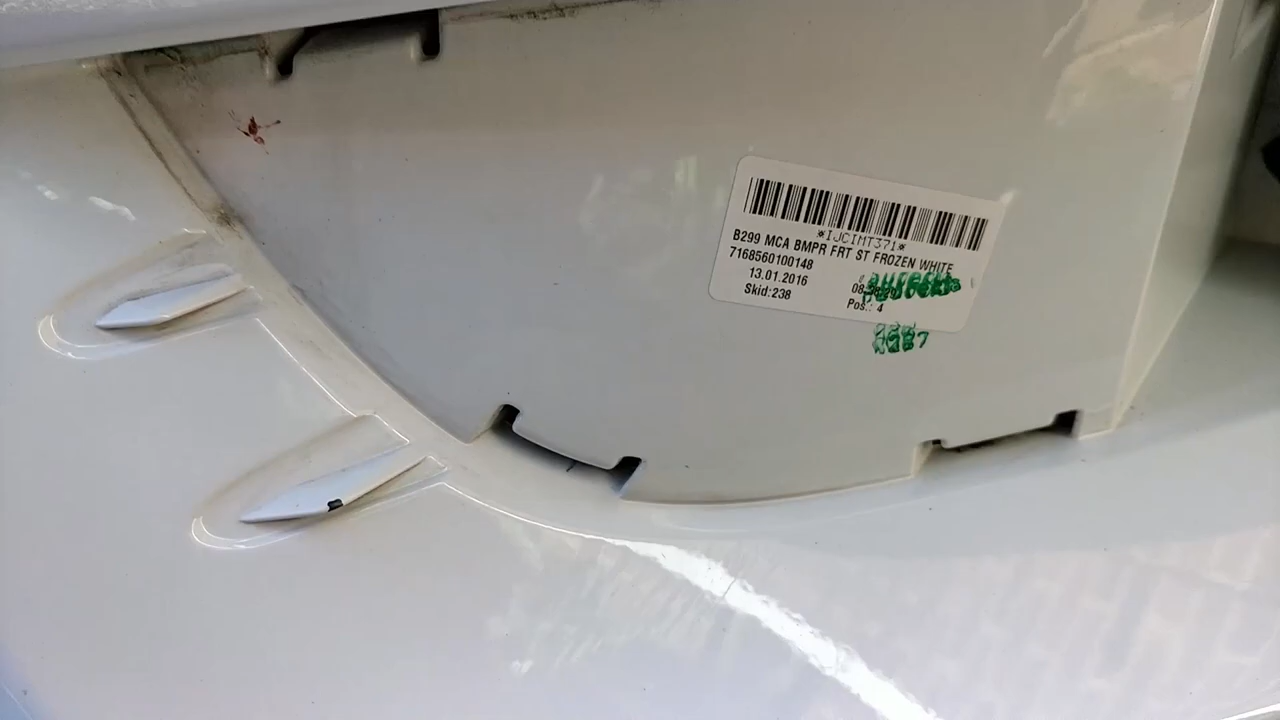 *IJCIMT371*
B299 MCA BMPR FRT ST FROZEN WHITE
7168560100148
13.01.2016
Skid:238 Pos.: 4